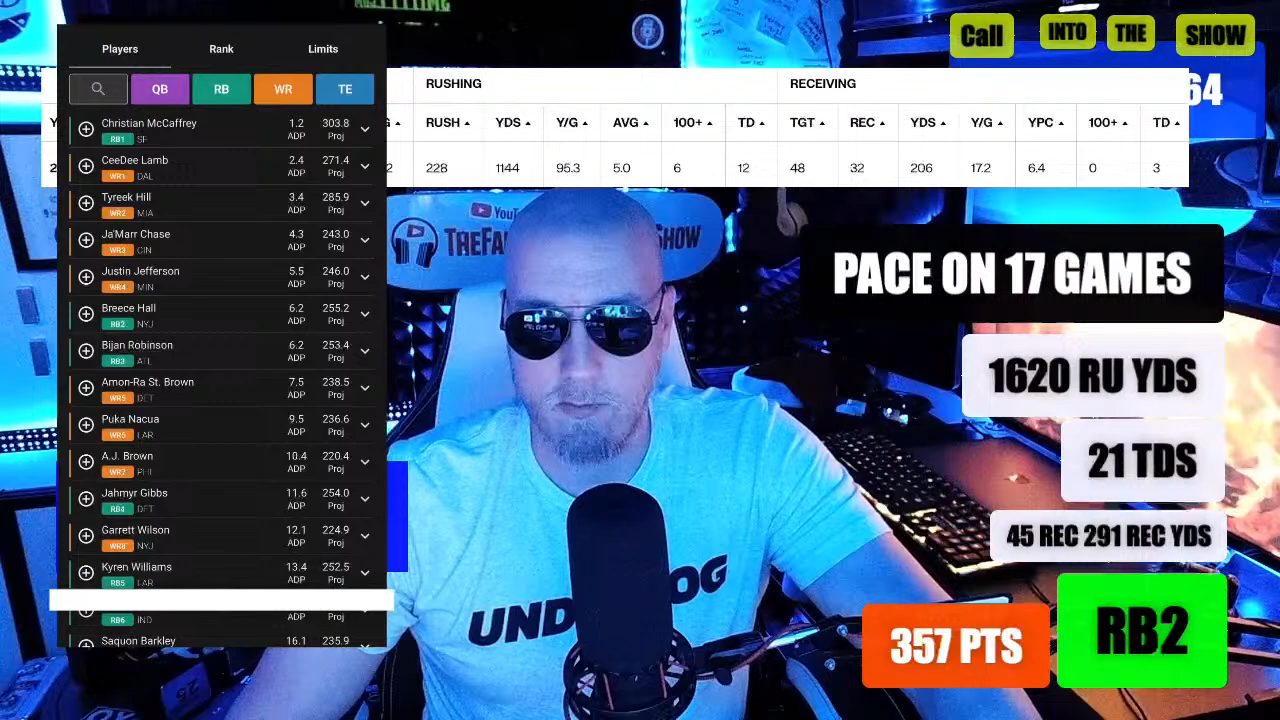 Call INTO THE SHOW
64
Players Rank Limits
QB RB WR TE
RUSHING RECEIVING
RUSH YDS Y/G AVG 100+ TD TGT REC YDS Y/G YPC 100+ TD
228 1144 95.3 5.0 6 12 48 32 206 17.2 6.4 0 3
Christian McCaffrey 1.2 303.8
RB1 SF ADP Proj
CeeDee Lamb 2.4 271.4
WR1 DAL ADP Proj
Tyreek Hill 3.4 285.9
WR2 MIA ADP Proj
Ja'Marr Chase 4.3 243.0
WR3 CIN ADP Proj
Justin Jefferson 5.5 246.0
WR4 MIN ADP Proj
Breece Hall 6.2 255.2
RB2 NYJ ADP Proj
Bijan Robinson 6.2 253.4
RB3 ATL ADP Proj
Amon-Ra St. Brown 7.5 238.5
WR5 DET ADP Proj
Puka Nacua 9.5 236.6
WR5 LAR ADP Proj
A.J. Brown 10.4 220.4
WR7 PHI ADP Proj
Jahmyr Gibbs 11.6 254.0
RB4 DET ADP Proj
Garrett Wilson 12.1 224.9
WR8 NYJ ADP Proj
Kyren Williams 13.4 252.5
RB5 LAR ADP Proj
RB6 IND ADP Proj
Saquon Barkley 16.1 235.9
SHOW
PACE ON 17 GAMES
1620 RU YDS
21 TDS
45 REC 291 REC YDS
357 PTS
RB2
UND OG